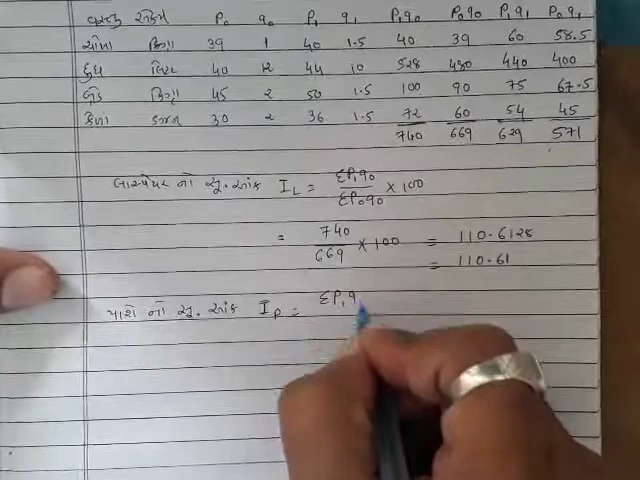 વસ્તુ એકમ P₀ q₀ P₁ q₁ P₁q₀ P₀q₀ P₁q₁ P₀q₁
ચોખા કિગ્રા 39 1 40 1.5 40 39 60 58.5
દુધ લિટર 40 12 44 10 528 480 440 400
બ્રેડ કિગ્રા 45 2 50 1.5 100 90 75 67.5
કેળા ડઝન 30 2 36 1.5 72 60 54 45
740 669 629 571
લાસ્પેયર નો સૂ.આંક I_L = ΣP₁q₀ / ΣP₀q₀ × 100
= 740 / 669 × 100 = 110.6128
= 110.61
પાશે નો સૂ.આંક I_P = ΣP₁q